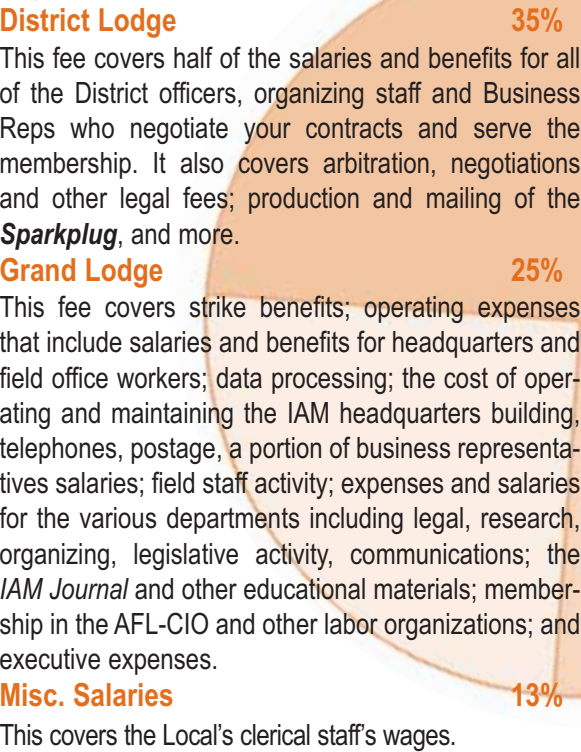 District Lodge 35%
This fee covers half of the salaries and benefits for all
of the District officers, organizing staff and Business
Reps who negotiate your contracts and serve the
membership. It also covers arbitration, negotiations
and other legal fees; production and mailing of the
Sparkplug, and more.
Grand Lodge 25%
This fee covers strike benefits; operating expenses
that include salaries and benefits for headquarters and
field office workers; data processing; the cost of oper-
ating and maintaining the IAM headquarters building,
telephones, postage, a portion of business representa-
tives salaries; field staff activity; expenses and salaries
for the various departments including legal, research,
organizing, legislative activity, communications; the
IAM Journal and other educational materials; member-
ship in the AFL-CIO and other labor organizations; and
executive expenses.
Misc. Salaries 13%
This covers the Local's clerical staff's wages.